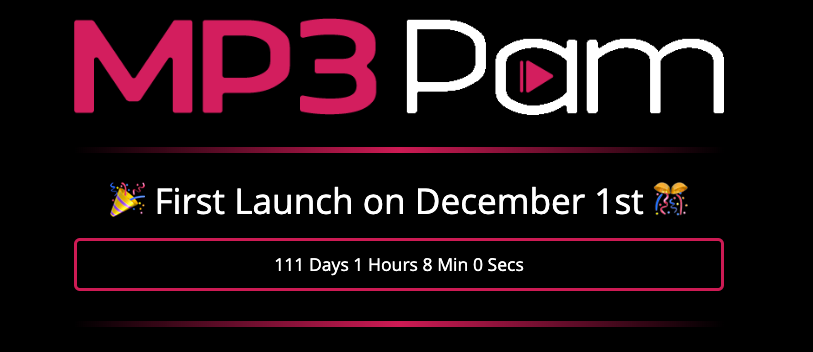 MP3 Pam
🎉 First Launch on December 1st 🎊
111 Days 1 Hours 8 Min 0 Secs